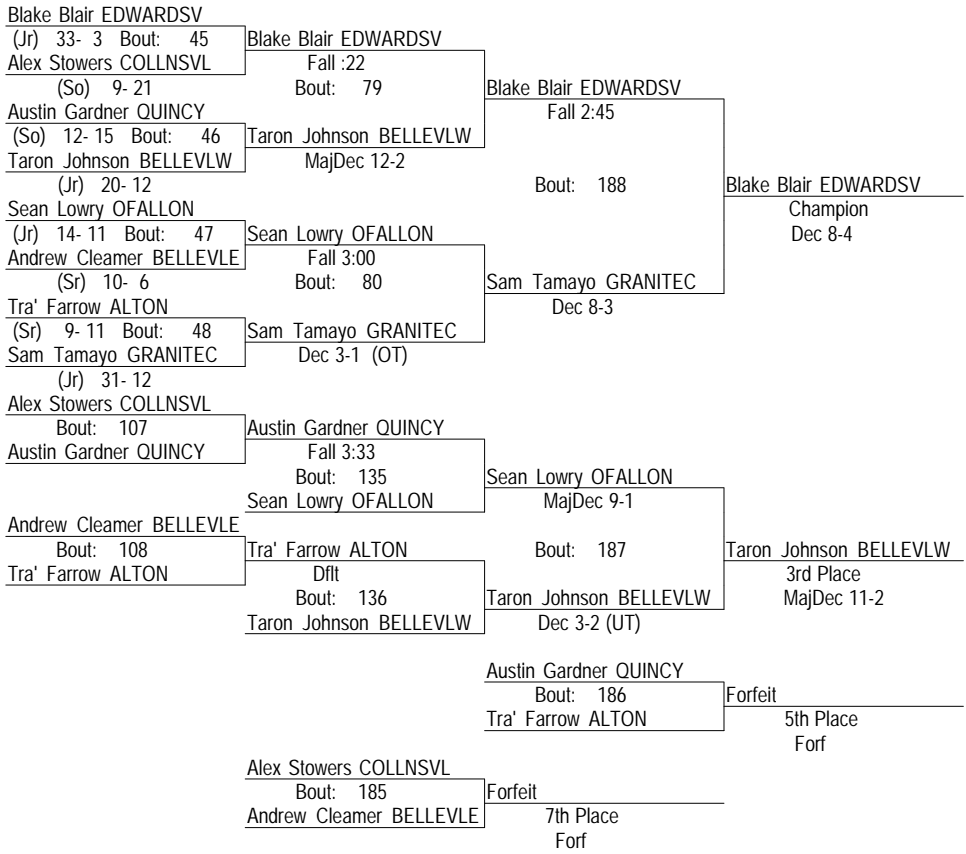 Blake Blair EDWARDSV
(Jr) 33- 3 Bout: 45
Blake Blair EDWARDSV
Alex Stowers COLLNSVL
Fall :22
(So) 9- 21
Bout: 79
Blake Blair EDWARDSV
Austin Gardner QUINCY
Fall 2:45
(So) 12- 15 Bout: 46
Taron Johnson BELLEVLW
Taron Johnson BELLEVLW
MajDec 12-2
(Jr) 20- 12
Bout: 188
Blake Blair EDWARDSV
Sean Lowry OFALLON
Champion
(Jr) 14- 11 Bout: 47
Sean Lowry OFALLON
Dec 8-4
Andrew Cleamer BELLEVLE
Fall 3:00
(Sr) 10- 6
Bout: 80
Sam Tamayo GRANITEC
Tra' Farrow ALTON
Dec 8-3
(Sr) 9- 11 Bout: 48
Sam Tamayo GRANITEC
Sam Tamayo GRANITEC
Dec 3-1 (OT)
(Jr) 31- 12
Alex Stowers COLLNSVL
Bout: 107
Austin Gardner QUINCY
Austin Gardner QUINCY
Fall 3:33
Bout: 135
Sean Lowry OFALLON
Sean Lowry OFALLON
MajDec 9-1
Andrew Cleamer BELLEVLE
Bout: 108
Tra' Farrow ALTON
Bout: 187
Taron Johnson BELLEVLW
Tra' Farrow ALTON
Dflt
3rd Place
Bout: 136
Taron Johnson BELLEVLW
MajDec 11-2
Taron Johnson BELLEVLW
Dec 3-2 (UT)
Austin Gardner QUINCY
Bout: 186
Forfeit
Tra' Farrow ALTON
5th Place
Forf
Alex Stowers COLLNSVL
Bout: 185
Forfeit
Andrew Cleamer BELLEVLE
7th Place
Forf